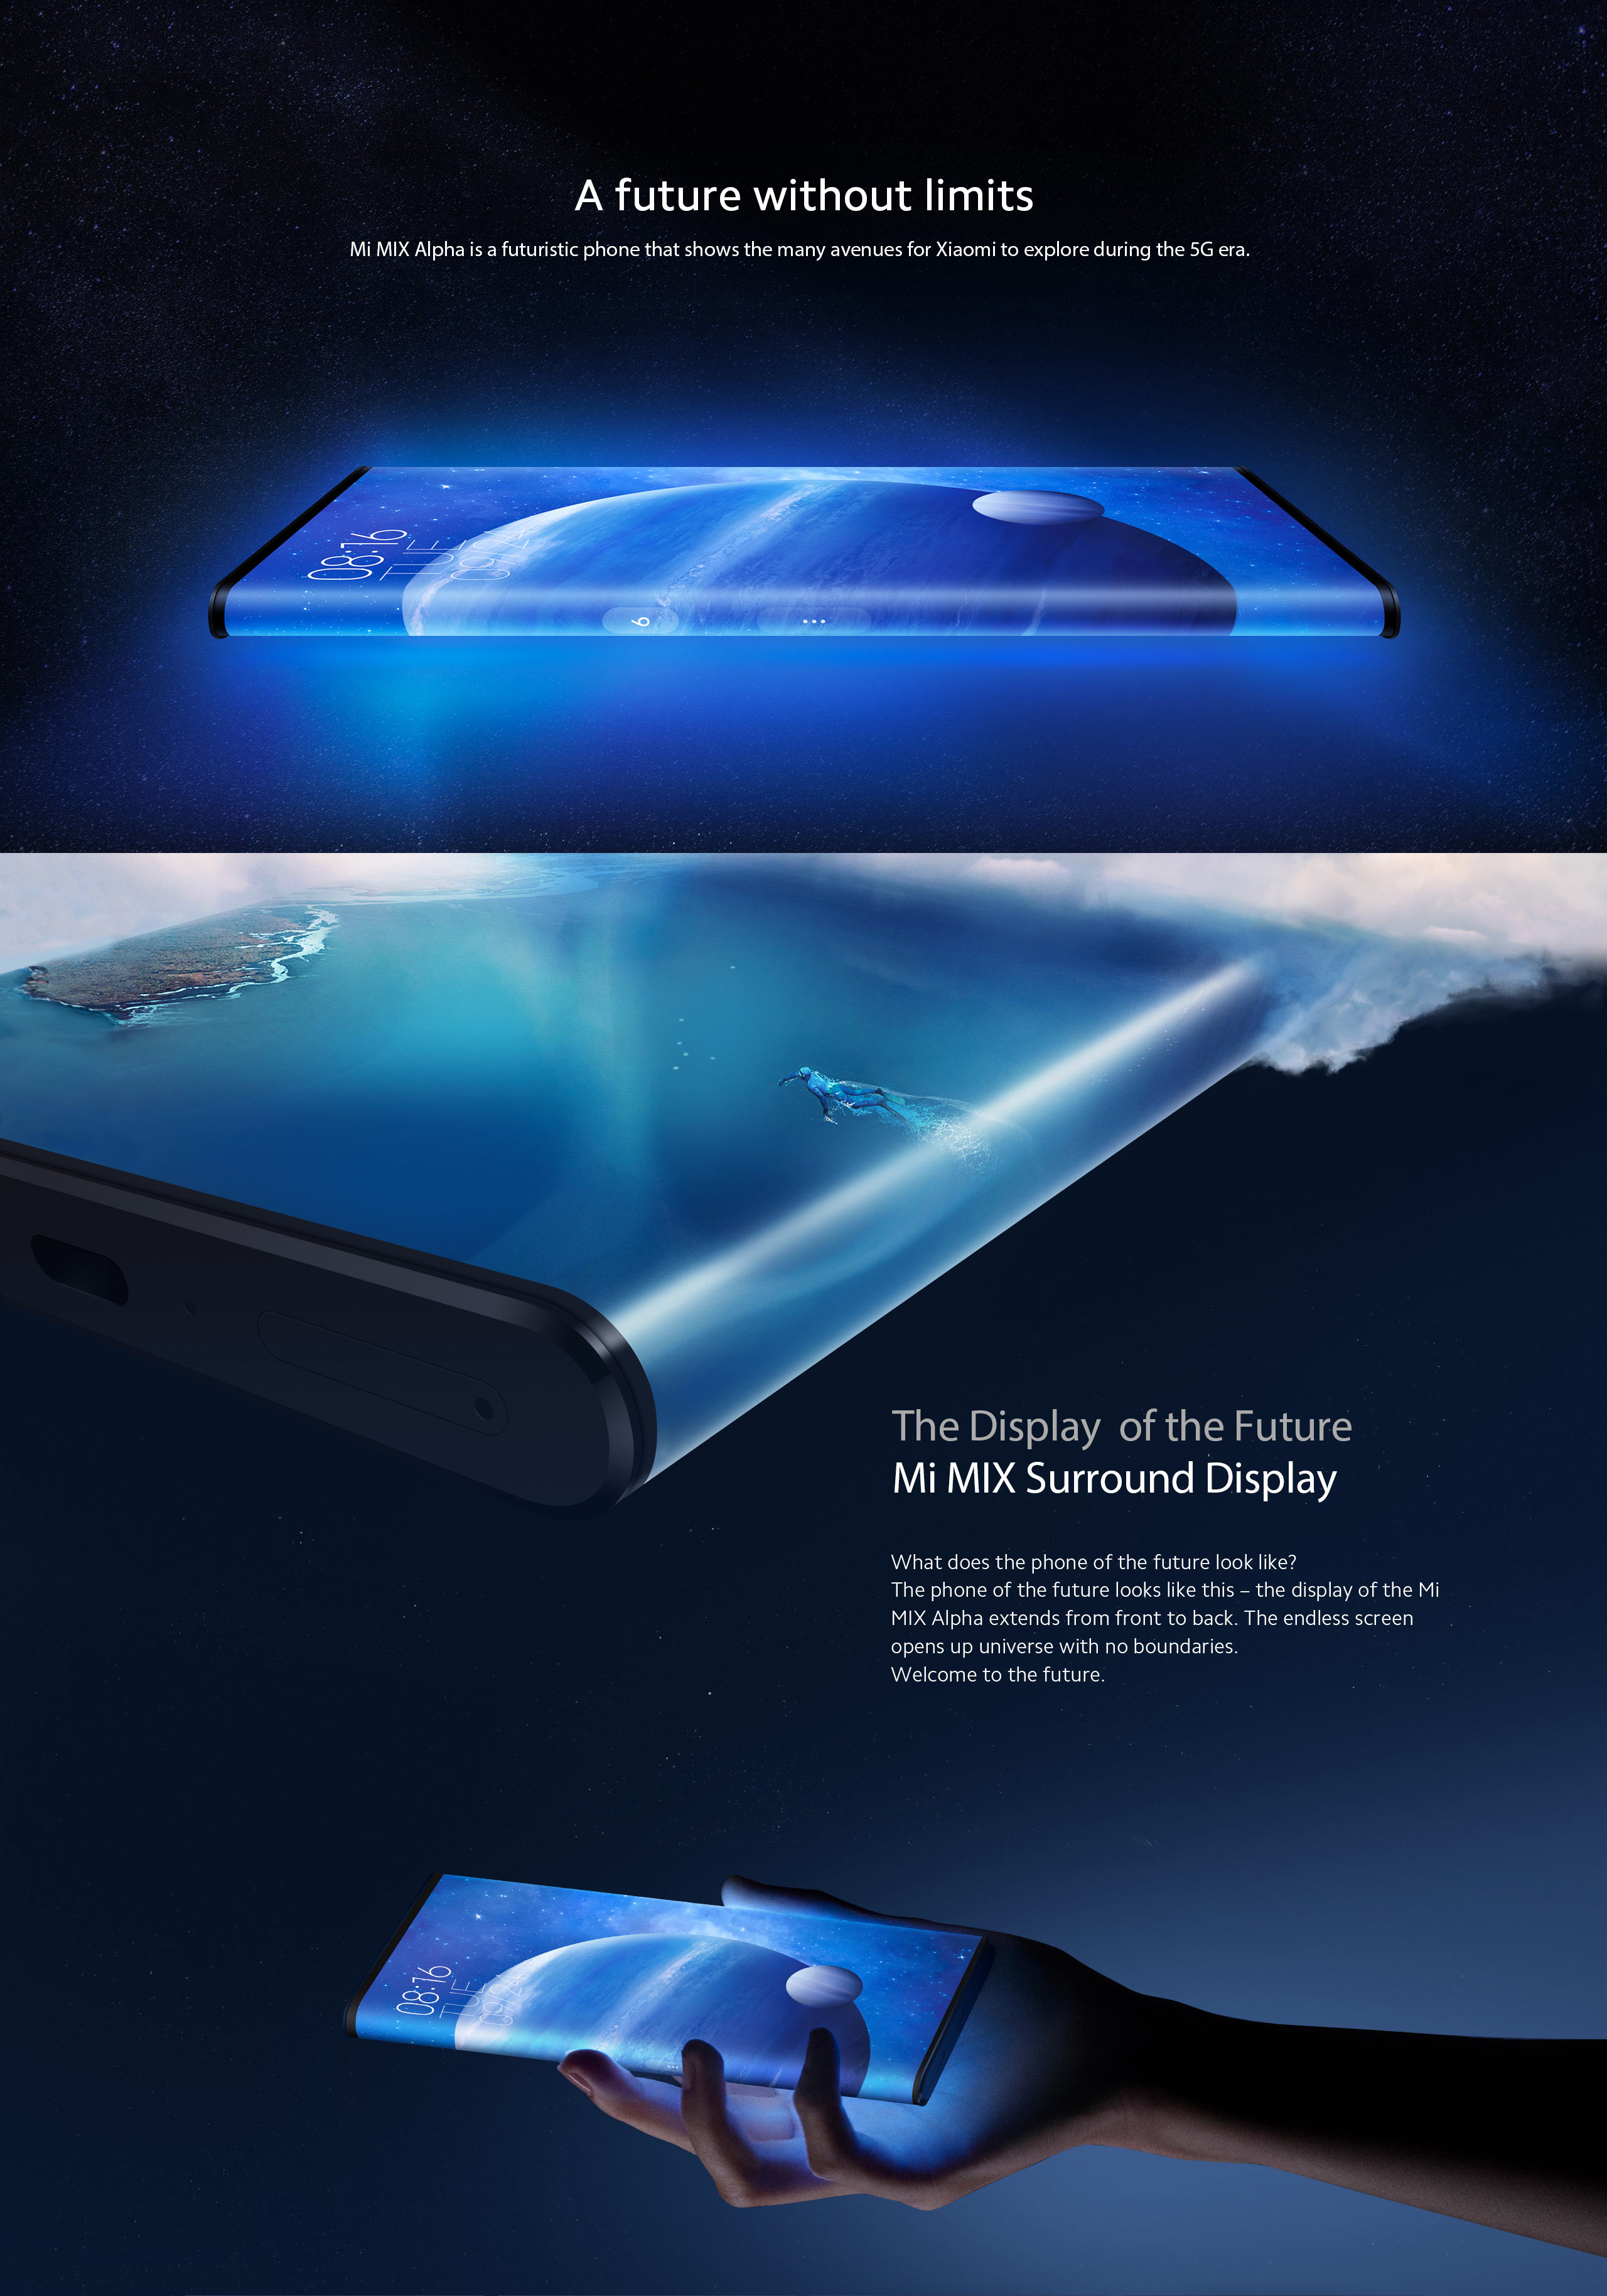 A future without limits
Mi MIX Alpha is a futuristic phone that shows the many avenues for Xiaomi to explore during the 5G era.
08:16
TUE
09/2
6
The Display of the Future
Mi MIX Surround Display
What does the phone of the future look like?
The phone of the future looks like this – the display of the Mi
MIX Alpha extends from front to back. The endless screen
opens up universe with no boundaries.
Welcome to the future.
08:16
TUE